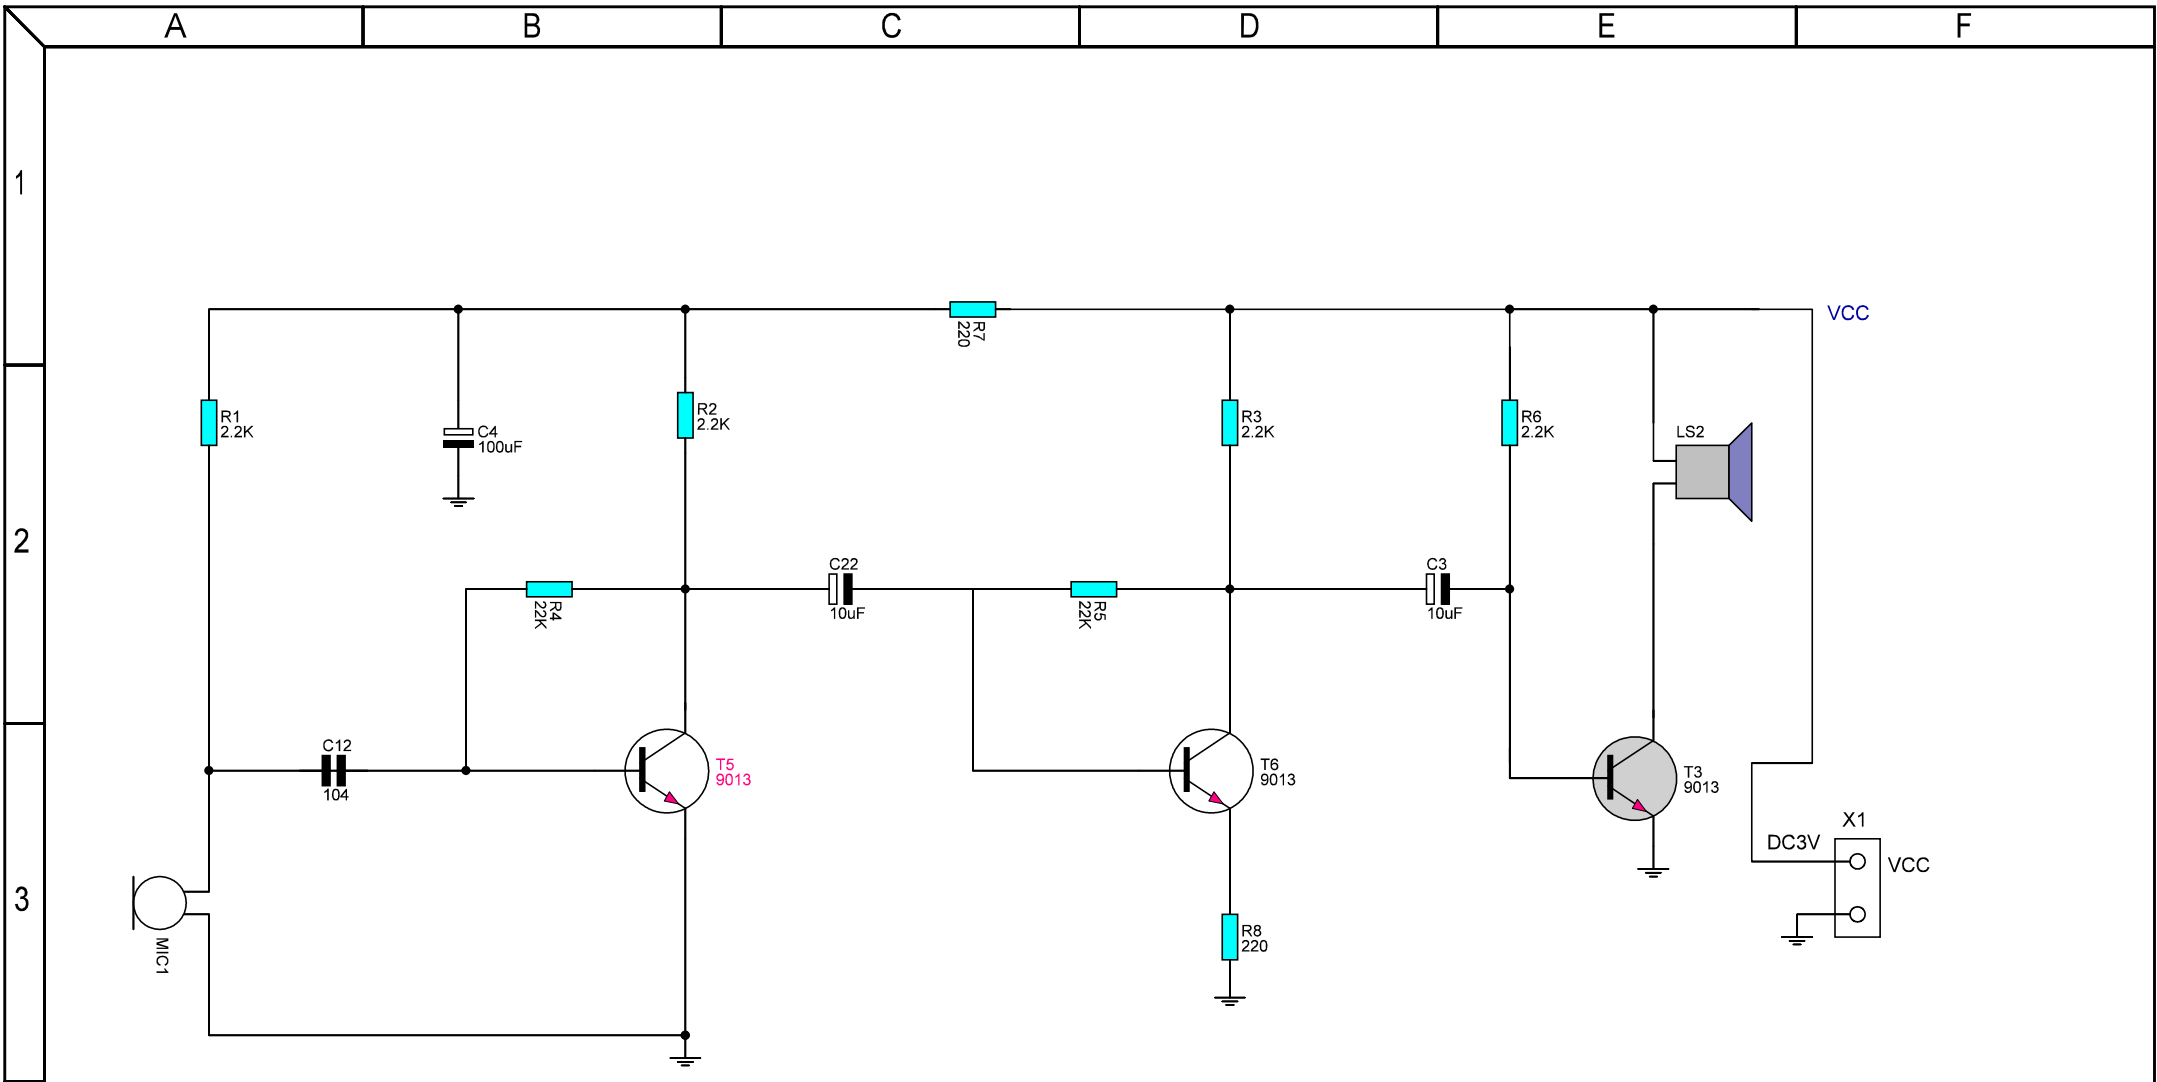 A B C D E F
1
VCC
R7
220
R1
2.2K
R2
2.2K
C4
100uF
R3
2.2K
R6
2.2K
LS2
2
C22
10uF
R4
22K
R5
22K
C3
10uF
C12
104
T5
9013
T6
9013
T3
9013
X1
DC3V
VCC
3
MIC1
R8
220